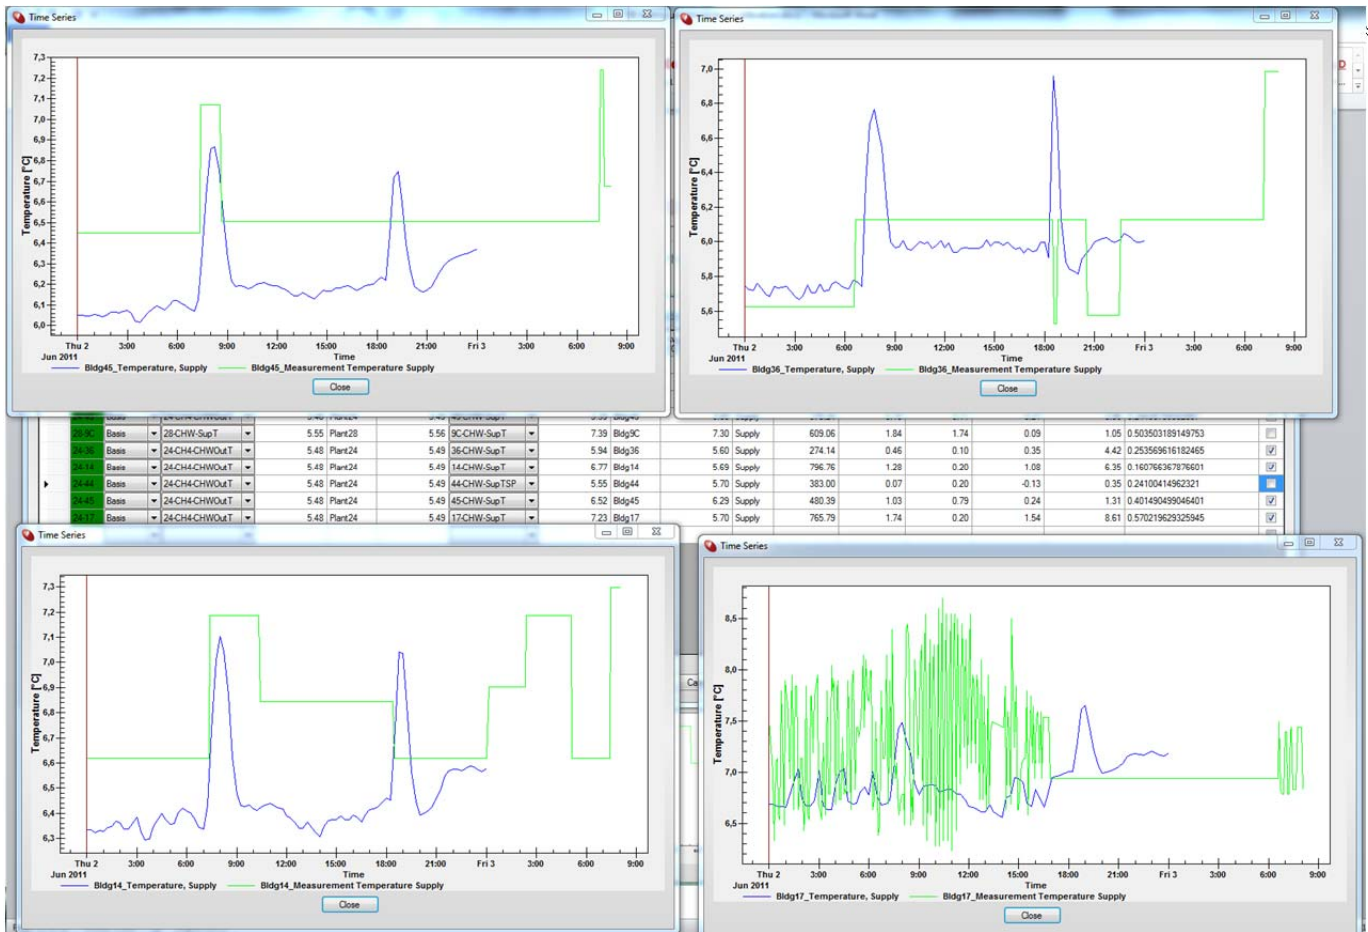 Time Series
7,3
7,1
6,9
6,8
6,7
6,6
6,5
6,3
6,2
6,1
6,0
Temperature [°C]
Thu 2 3:00 6:00 9:00 12:00 15:00 18:00 21:00 Fri 3 3:00 6:00 9:00
Jun 2011 Time
Bldg45_Temperature, Supply Bldg45_Measurement Temperature Supply
Close
Time Series
7,0
6,8
6,6
6,4
6,2
6,0
5,8
5,6
Temperature [°C]
Thu 2 3:00 6:00 9:00 12:00 15:00 18:00 21:00 Fri 3 3:00 6:00 9:00
Jun 2011 Time
Bldg36_Temperature, Supply Bldg36_Measurement Temperature Supply
Close
28-9C Basis 28-CHW-SupT 5.55 Plant28 5.56 9C-CHW-SupT 7.39 Bldg9C 7.30 Supply 609.06 1.84 1.74 0.09 1.05 0.503503189149753
24-36 Basis 24-CH4-CHWOutT 5.48 Plant24 5.49 36-CHW-SupT 5.94 Bldg36 5.60 Supply 274.14 0.46 0.10 0.35 4.42 0.253569616182465
24-14 Basis 24-CH4-CHWOutT 5.48 Plant24 5.49 14-CHW-SupT 6.77 Bldg14 5.69 Supply 796.76 1.28 0.20 1.08 6.35 0.160766367876601
24-44 Basis 24-CH4-CHWOutT 5.48 Plant24 5.49 44-CHW-SupTSP 5.55 Bldg44 5.70 Supply 383.00 0.07 0.20 -0.13 0.35 0.24100414962321
24-45 Basis 24-CH4-CHWOutT 5.48 Plant24 5.49 45-CHW-SupT 6.52 Bldg45 6.29 Supply 480.39 1.03 0.79 0.24 1.31 0.401490499046401
24-17 Basis 24-CH4-CHWOutT 5.48 Plant24 5.49 17-CHW-SupT 7.23 Bldg17 5.70 Supply 765.79 1.74 0.20 1.54 8.61 0.570219629325945
Time Series
7,3
7,2
7,0
6,9
6,8
6,7
6,6
6,4
6,3
Temperature [°C]
Thu 2 3:00 6:00 9:00 12:00 15:00 18:00 21:00 Fri 3 3:00 6:00 9:00
Jun 2011 Time
Bldg14_Temperature, Supply Bldg14_Measurement Temperature Supply
Close
Time Series
8,5
8,0
7,5
7,0
6,5
Temperature [°C]
Thu 2 3:00 6:00 9:00 12:00 15:00 18:00 21:00 Fri 3 3:00 6:00 9:00
Jun 2011 Time
Bldg17_Temperature, Supply Bldg17_Measurement Temperature Supply
Close